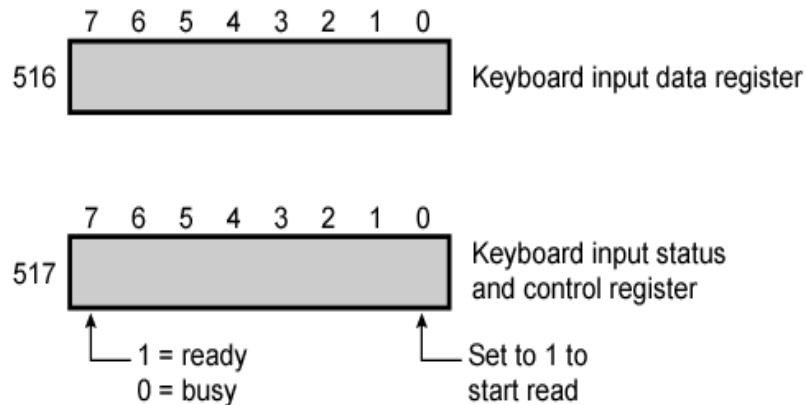 7 6 5 4 3 2 1 0
516 Keyboard input data register
7 6 5 4 3 2 1 0
517 Keyboard input status
and control register
1 = ready
0 = busy
Set to 1 to
start read